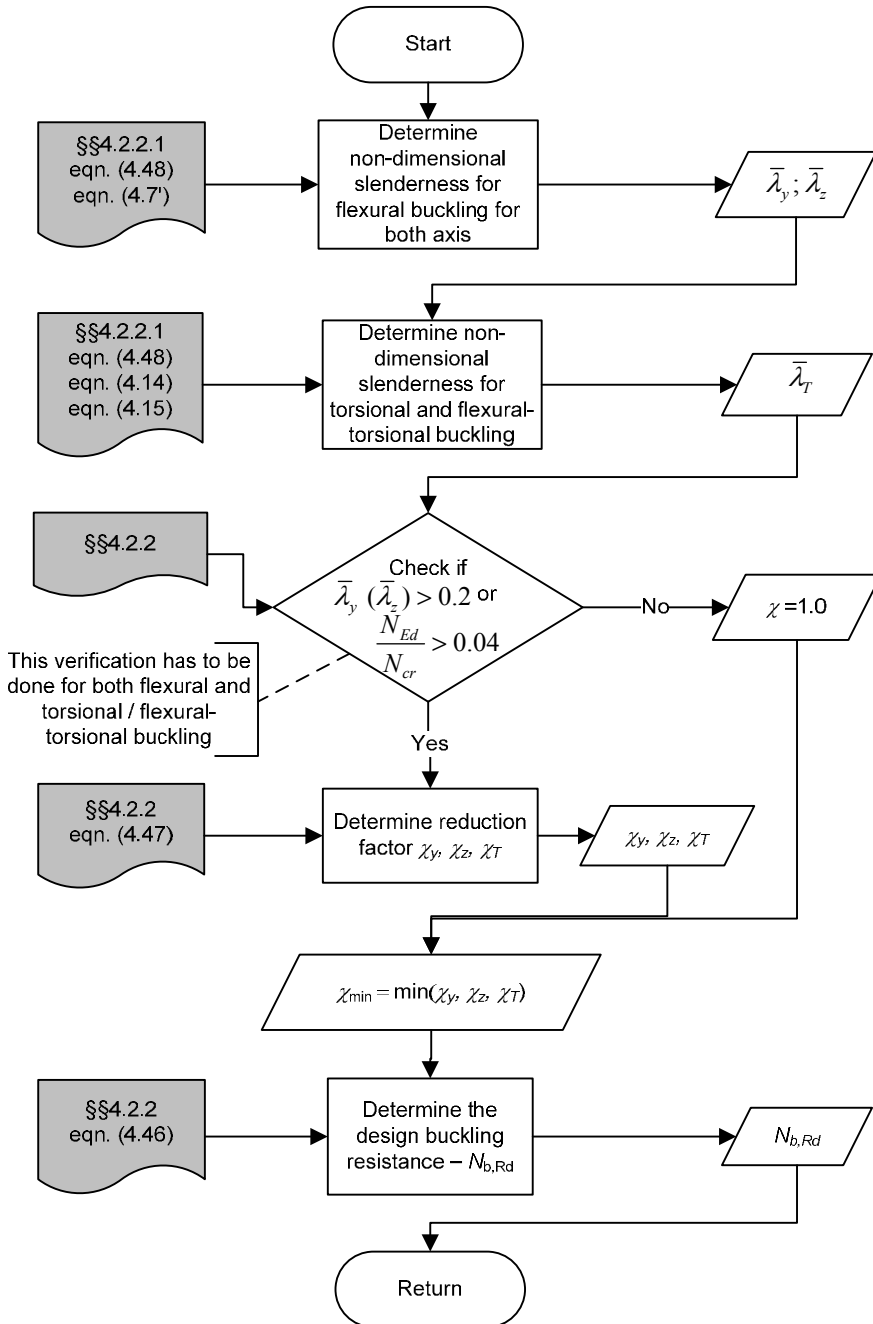 Start
§§4.2.2.1
eqn. (4.48)
eqn. (4.7')
Determine
non-dimensional
slenderness for
flexural buckling for
both axis
λ̅y ; λ̅z
§§4.2.2.1
eqn. (4.48)
eqn. (4.14)
eqn. (4.15)
Determine non-
dimensional
slenderness for
torsional and flexural-
torsional buckling
λ̅T
§§4.2.2
Check if
λ̅y (λ̅z) > 0.2 or
NEd
Ncr
> 0.04
No
χ =1.0
This verification has to be
done for both flexural and
torsional / flexural-
torsional buckling
Yes
§§4.2.2
eqn. (4.47)
Determine reduction
factor χy, χz, χT
χy, χz, χT
χmin = min(χy, χz, χT)
§§4.2.2
eqn. (4.46)
Determine the
design buckling
resistance – Nb,Rd
Nb,Rd
Return